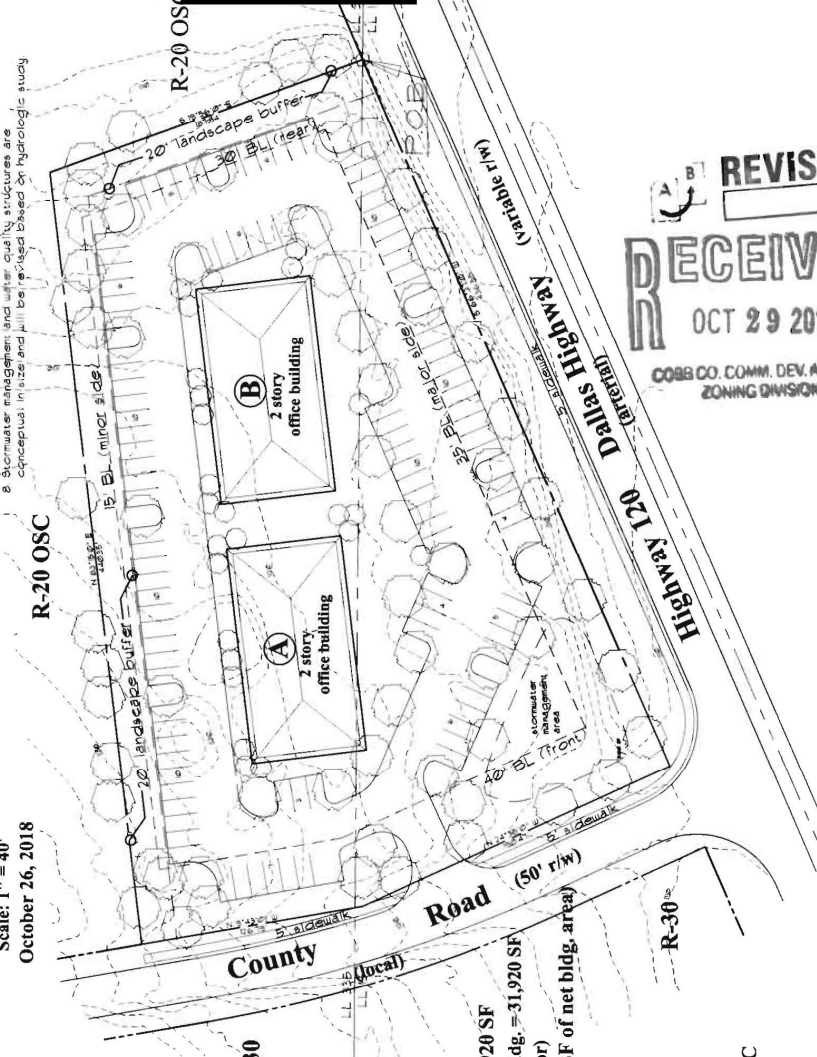 8 Stormwater management and water quality structures are
conceptual in size and will be revised based on hydrologic study.
Scale: 1" = 40'
October 26, 2018
R-20 OSC
R-20 OSC
20' landscape buffer
30' BL (rear)
15' BL (minor side)
20' landscape buffer
POB
(variable r/w)
A B
REVIS
RECEIV
OCT 29 20
COBB CO. COMM. DEV. A
ZONING DIVISION
B
2 story
office building
A
2 story
office building
35' BL (major side)
5' sidewalk
Highway 120 Dallas Highway
(arterial)
stormwater
management
area
40' BL (front)
5' sidewalk
5' sidewalk
County Road (50' r/w)
(local)
R-30
30
20 SF
dg. = 31,920 SF
or)
F of net bldg. area)
C